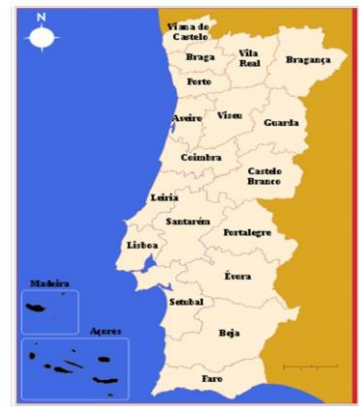 N
Viana do
Castelo
Braga
Vila
Real
Bragança
Porto
Aveiro
Viseu
Guarda
Coimbra
Castelo
Branco
Leiria
Santarém
Portalegre
Lisboa
Évora
Setubal
Madeira
Açores
Beja
Faro